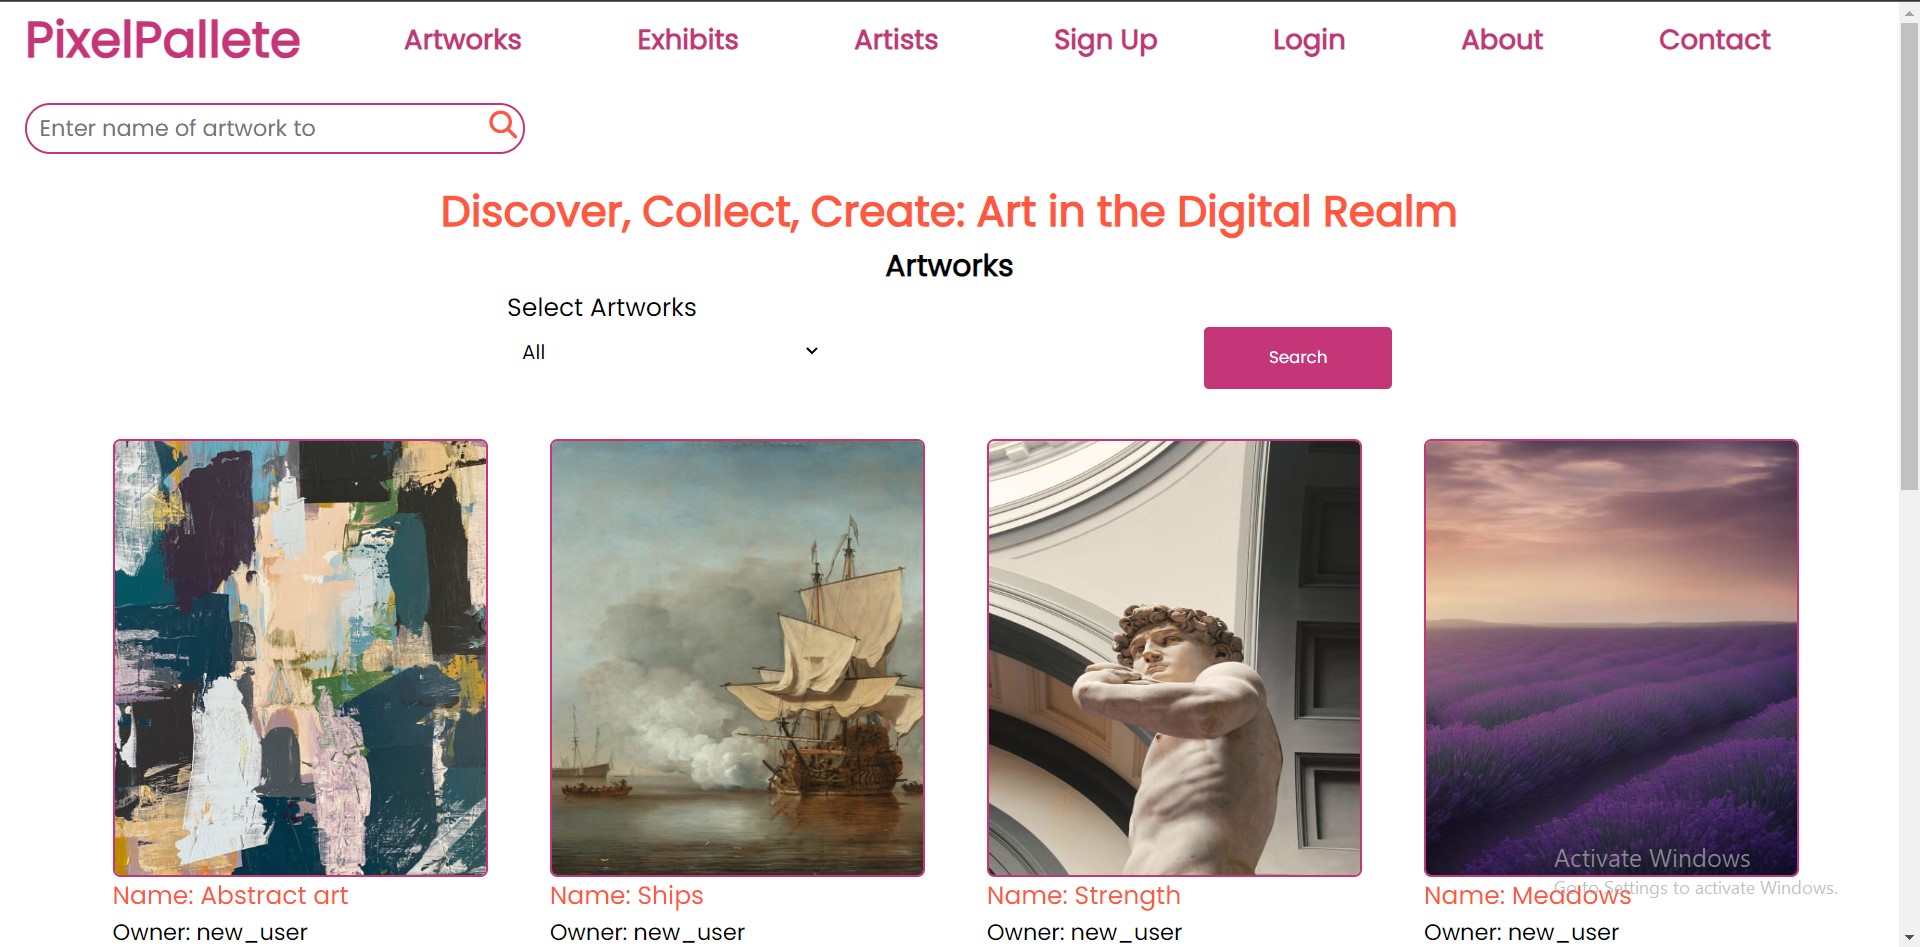 PixelPallete Artworks Exhibits Artists Sign Up Login About Contact
Enter name of artwork to
Discover, Collect, Create: Art in the Digital Realm
Artworks
Select Artworks
All
Search
Name: Abstract art
Owner: new_user
Name: Ships
Owner: new_user
Name: Strength
Owner: new_user
Name: Meadows
Owner: new_user
Activate Windows
Go to Settings to activate Windows.